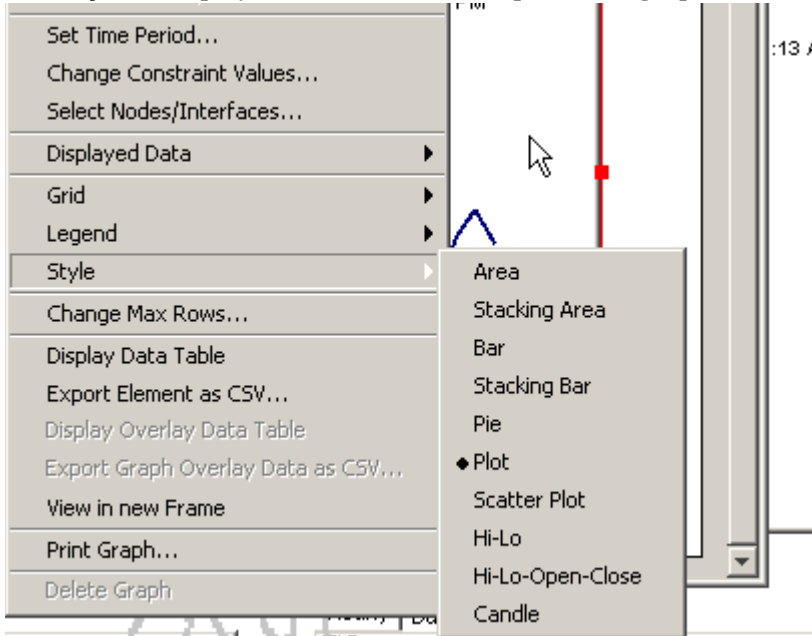 PM
:13 A
Set Time Period...
Change Constraint Values...
Select Nodes/Interfaces...
Displayed Data
Grid
Legend
Style
Change Max Rows...
Display Data Table
Export Element as CSV...
Display Overlay Data Table
Export Graph Overlay Data as CSV...
View in new Frame
Print Graph...
Delete Graph
Area
Stacking Area
Bar
Stacking Bar
Pie
Plot
Scatter Plot
Hi-Lo
Hi-Lo-Open-Close
Candle